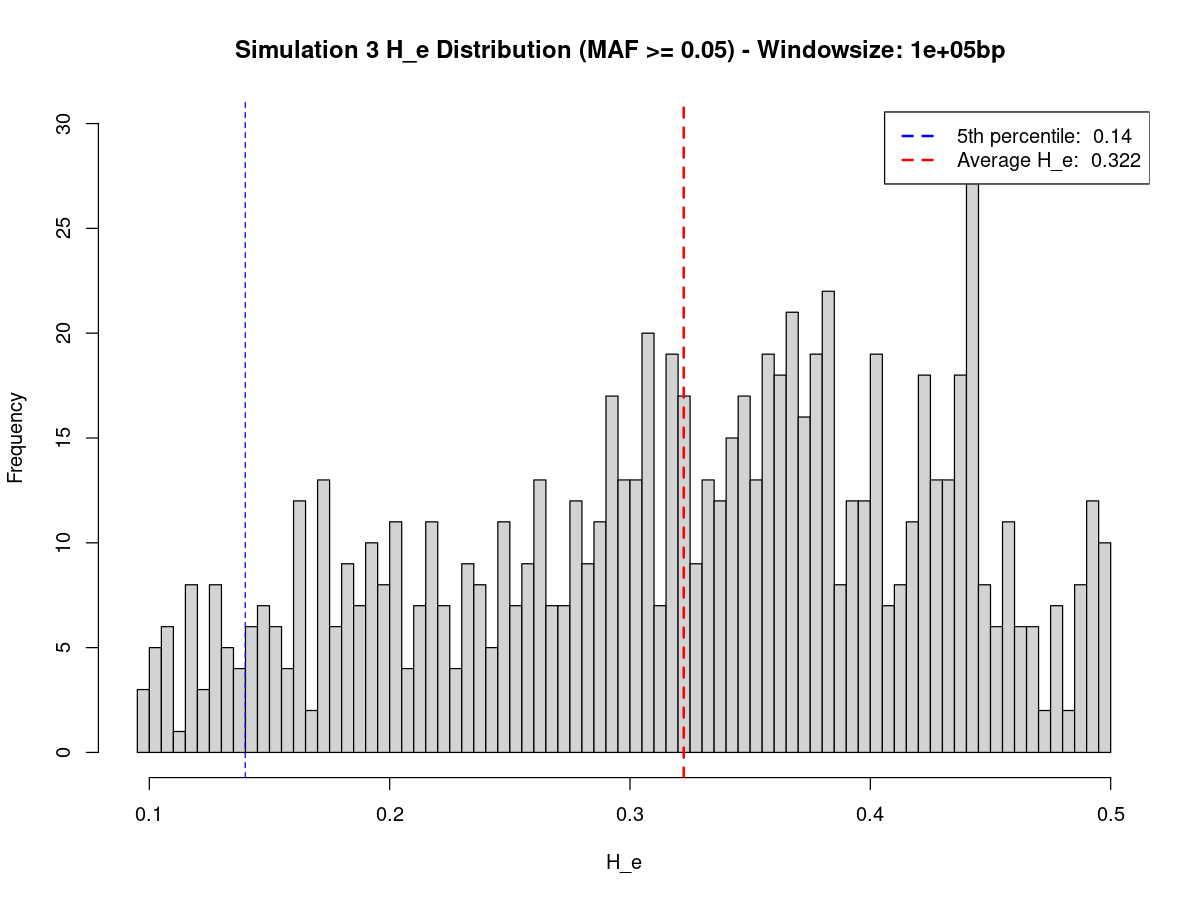 Simulation 3 H_e Distribution (MAF >= 0.05) - Windowsize: 1e+05bp
5th percentile: 0.14
Average H_e: 0.322
Frequency
30
25
20
15
10
5
0
0.1 0.2 0.3 0.4 0.5
H_e